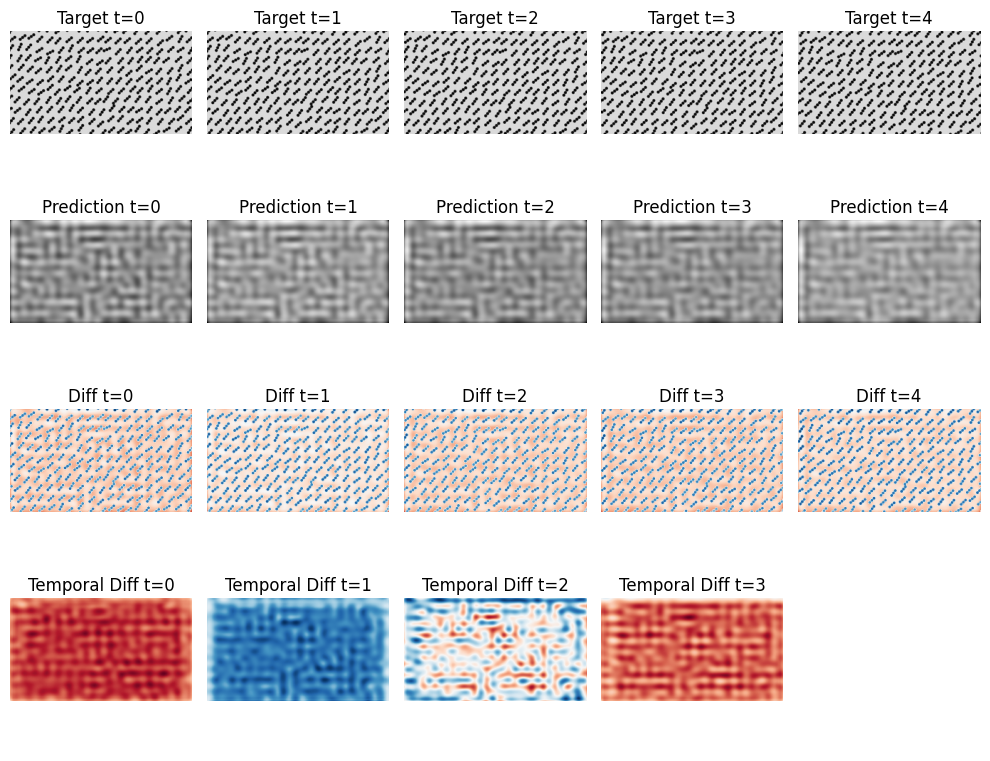 Target t=0 Target t=1 Target t=2 Target t=3 Target t=4
Prediction t=0 Prediction t=1 Prediction t=2 Prediction t=3 Prediction t=4
Diff t=0 Diff t=1 Diff t=2 Diff t=3 Diff t=4
Temporal Diff t=0 Temporal Diff t=1 Temporal Diff t=2 Temporal Diff t=3